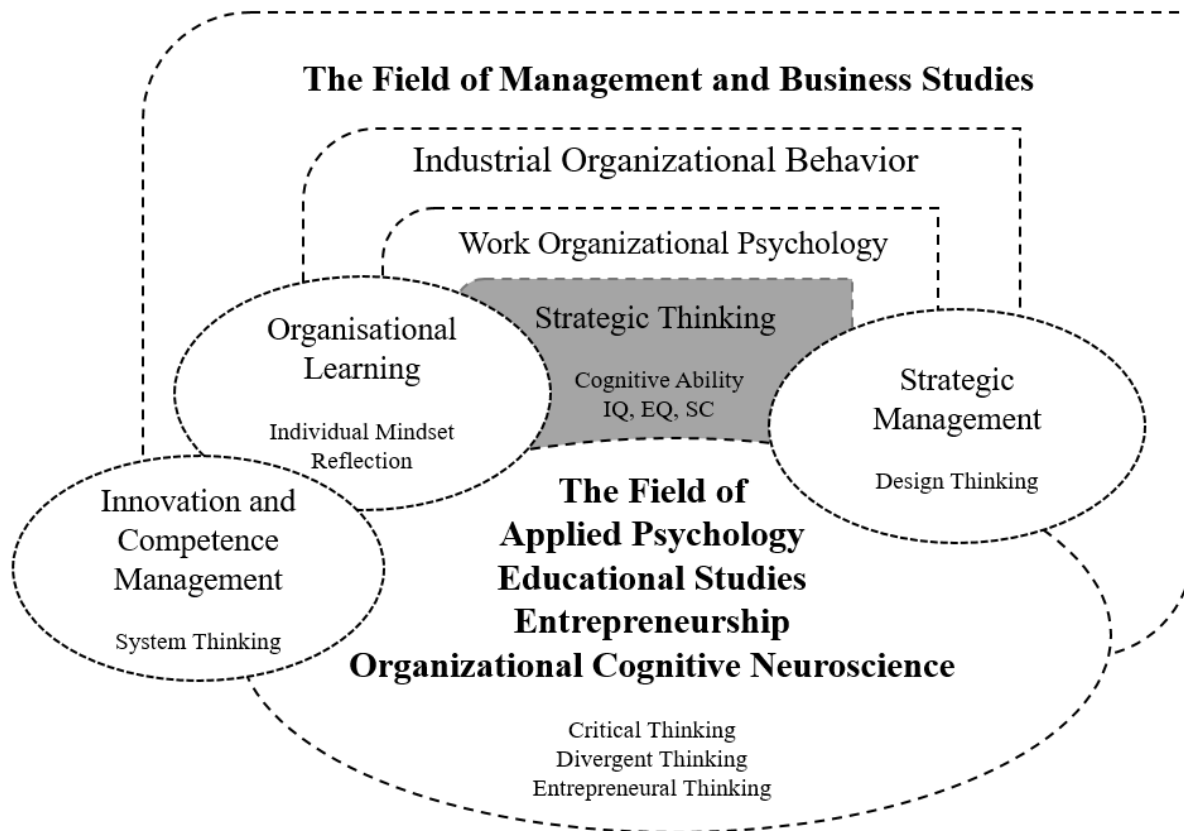 The Field of Management and Business Studies
Industrial Organizational Behavior
Work Organizational Psychology
Strategic Thinking
Cognitive Ability
IQ, EQ, SC
Organisational
Learning
Individual Mindset
Reflection
Strategic
Management
Design Thinking
Innovation and
Competence
Management
System Thinking
The Field of
Applied Psychology
Educational Studies
Entrepreneurship
Organizational Cognitive Neuroscience
Critical Thinking
Divergent Thinking
Entrepreneural Thinking